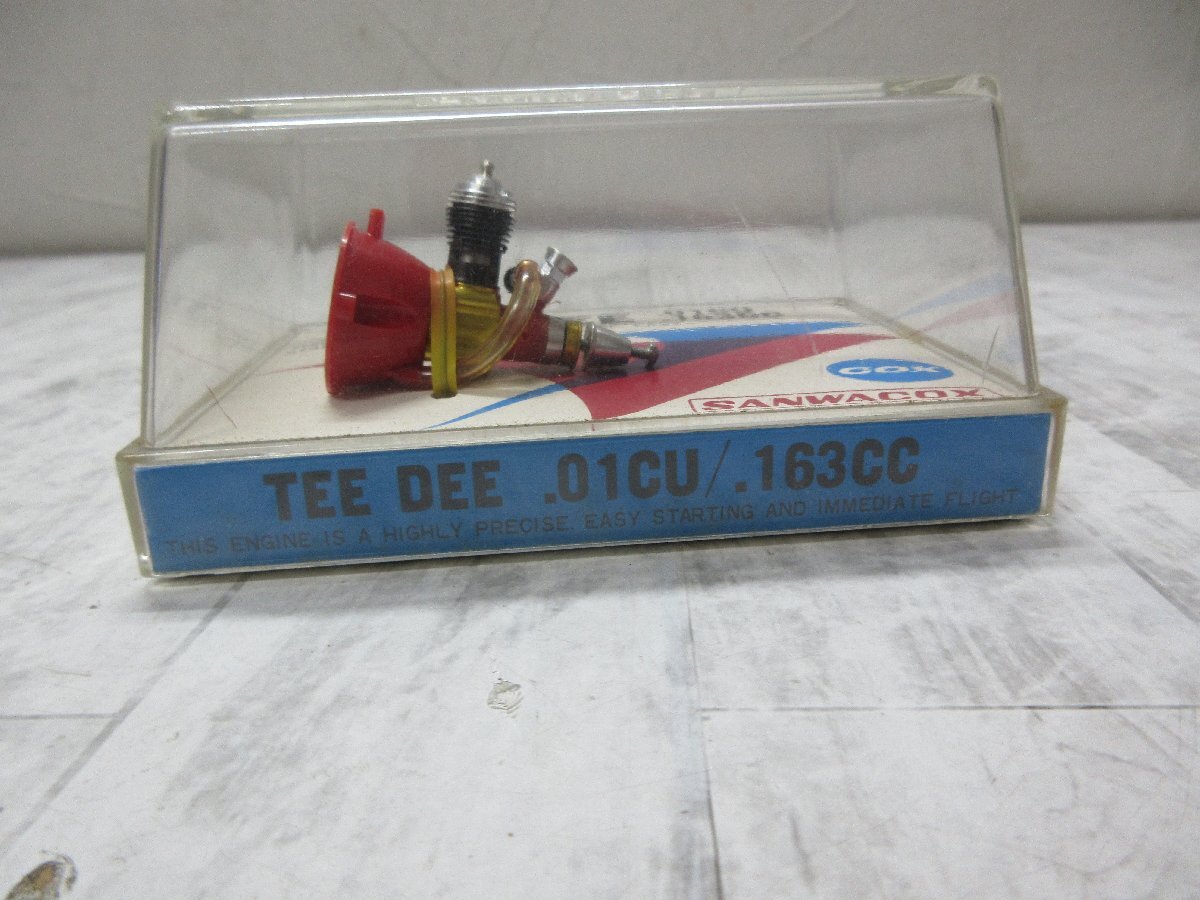 COX
SANWACOX
TEE DEE .01CU/.163CC
THIS ENGINE IS A HIGHLY PRECISE, EASY STARTING AND IMMEDIATE FLIGHT